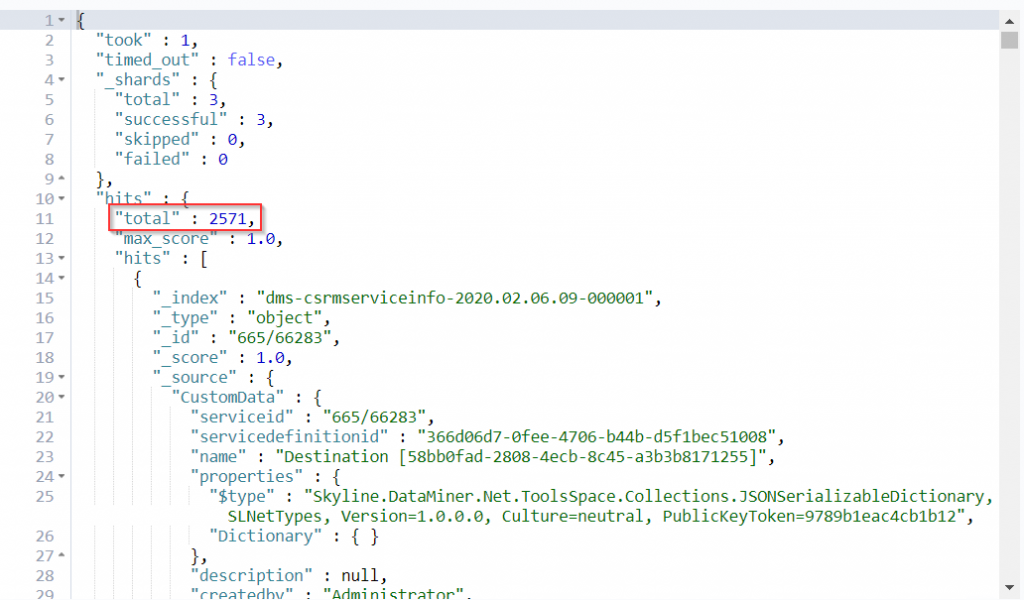 1 {
2 "took" : 1,
3 "timed_out" : false,
4 "_shards" : {
5 "total" : 3,
6 "successful" : 3,
7 "skipped" : 0,
8 "failed" : 0
9 },
10 "hits" : {
11 "total" : 2571,
12 "max_score" : 1.0,
13 "hits" : [
14 {
15 "_index" : "dms-csrmserviceinfo-2020.02.06.09-000001",
16 "_type" : "object",
17 "_id" : "665/66283",
18 "_score" : 1.0,
19 "_source" : {
20 "CustomData" : {
21 "serviceid" : "665/66283",
22 "servicedefinitionid" : "366d06d7-0fee-4706-b44b-d5f1bec51008",
23 "name" : "Destination [58bb0fad-2808-4ecb-8c45-a3b3b8171255]",
24 "properties" : {
25 "$type" : "Skyline.DataMiner.Net.ToolsSpace.Collections.JSONSerializableDictionary,
SLNetTypes, Version=1.0.0.0, Culture=neutral, PublicKeyToken=9789b1eac4cb1b12",
26 "Dictionary" : { }
27 },
28 "description" : null,
29 "createdby" : "Administrator",